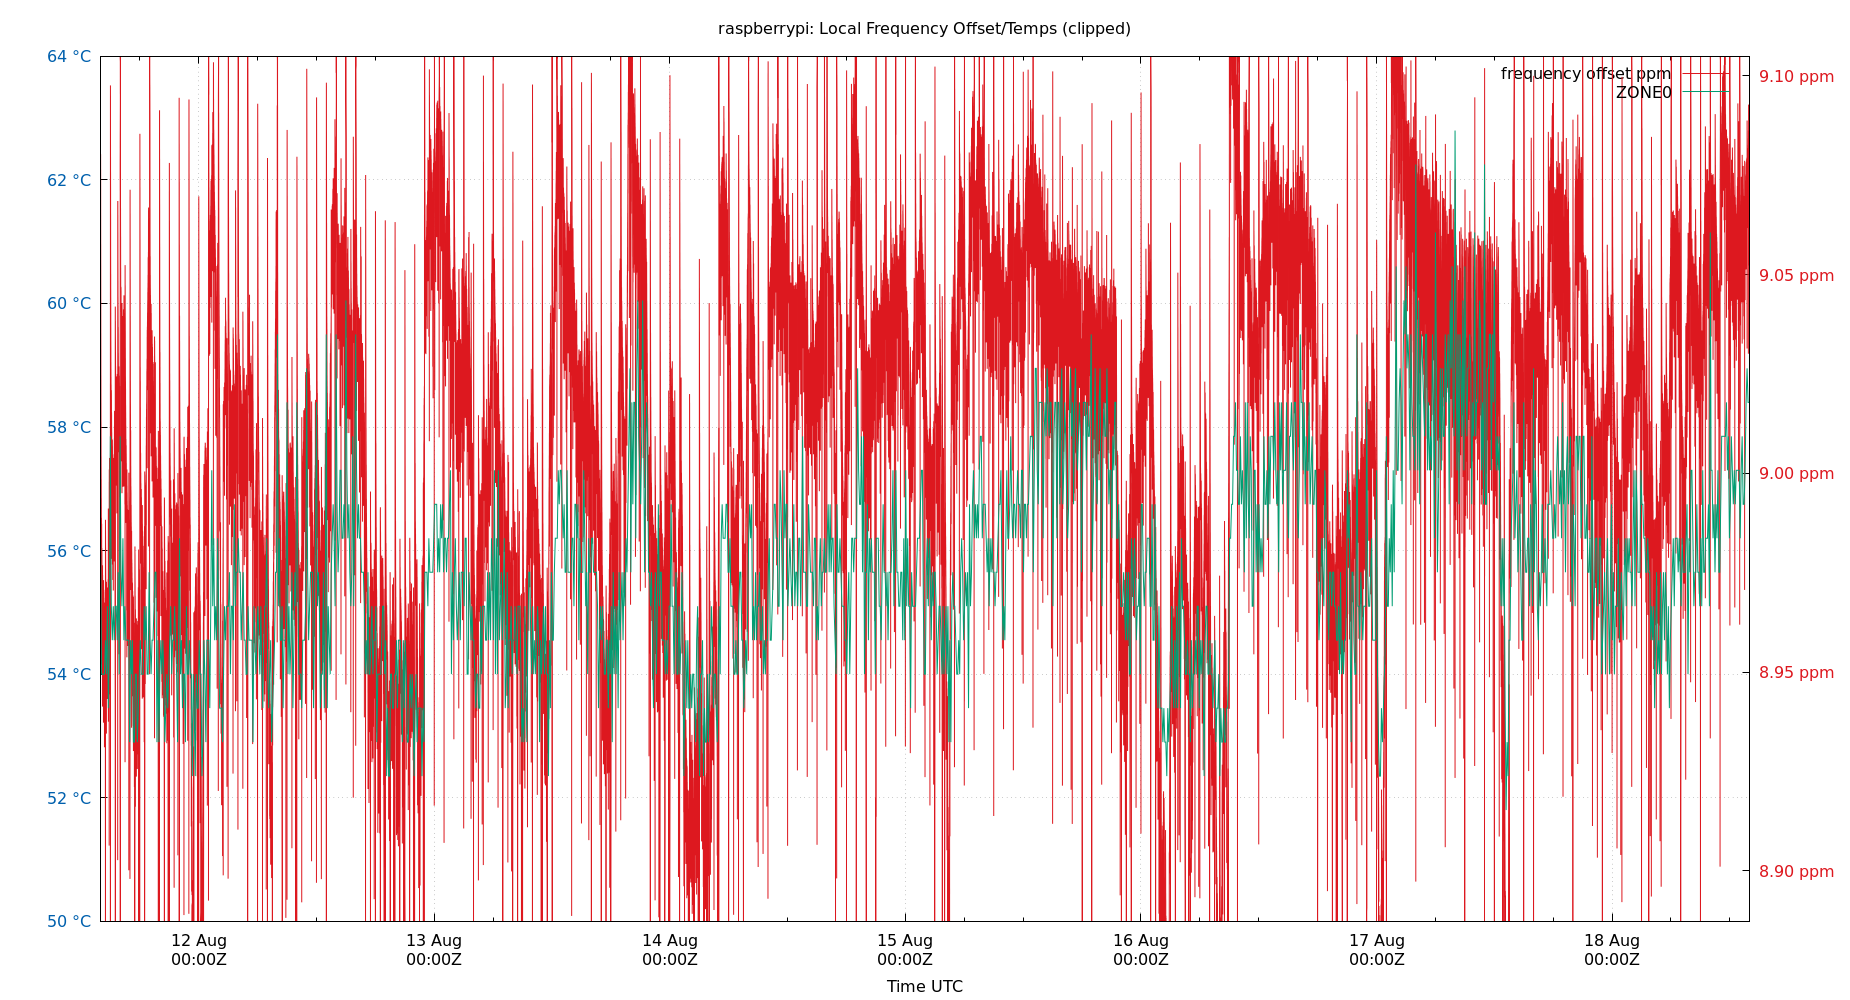 raspberrypi: Local Frequency Offset/Temps (clipped)
64 °C
62 °C
60 °C
58 °C
56 °C
54 °C
52 °C
50 °C
frequency offset ppm
ZONE0
9.10 ppm
9.05 ppm
9.00 ppm
8.95 ppm
8.90 ppm
12 Aug
00:00Z
13 Aug
00:00Z
14 Aug
00:00Z
15 Aug
00:00Z
16 Aug
00:00Z
17 Aug
00:00Z
18 Aug
00:00Z
Time UTC